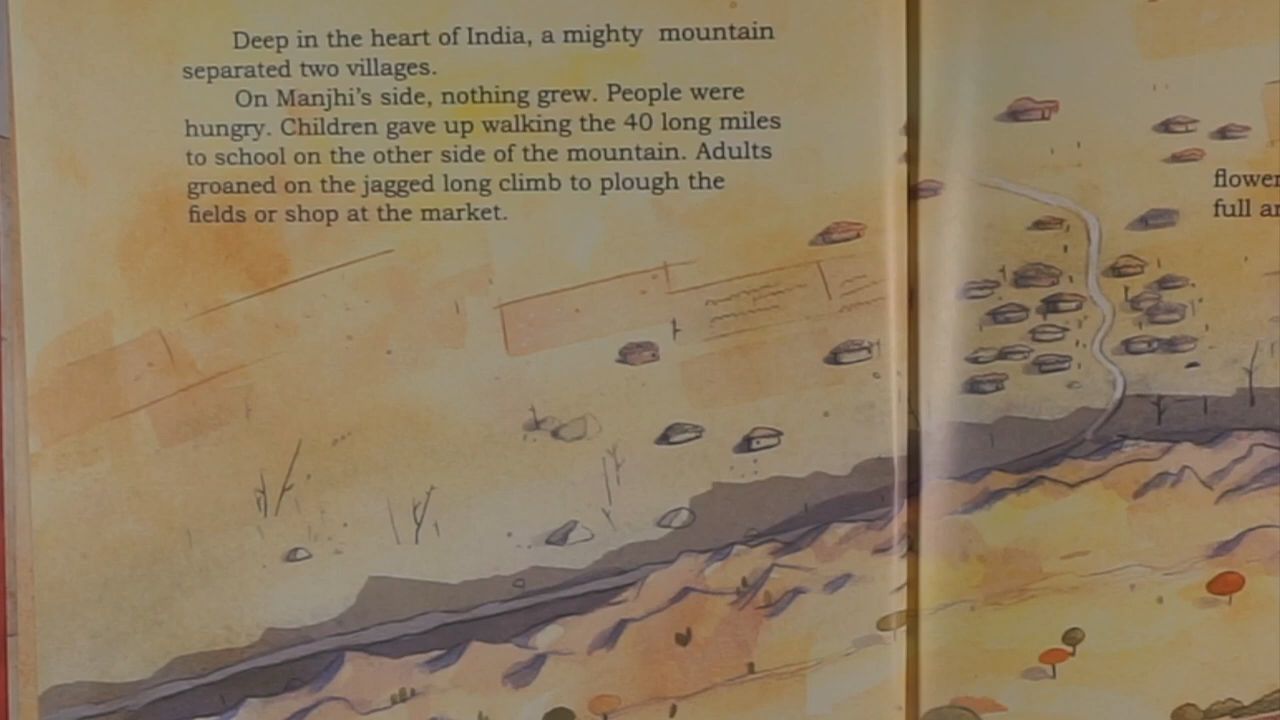 Deep in the heart of India, a mighty mountain
separated two villages.
On Manjhi's side, nothing grew. People were
hungry. Children gave up walking the 40 long miles
to school on the other side of the mountain. Adults
groaned on the jagged long climb to plough the
fields or shop at the market.
full